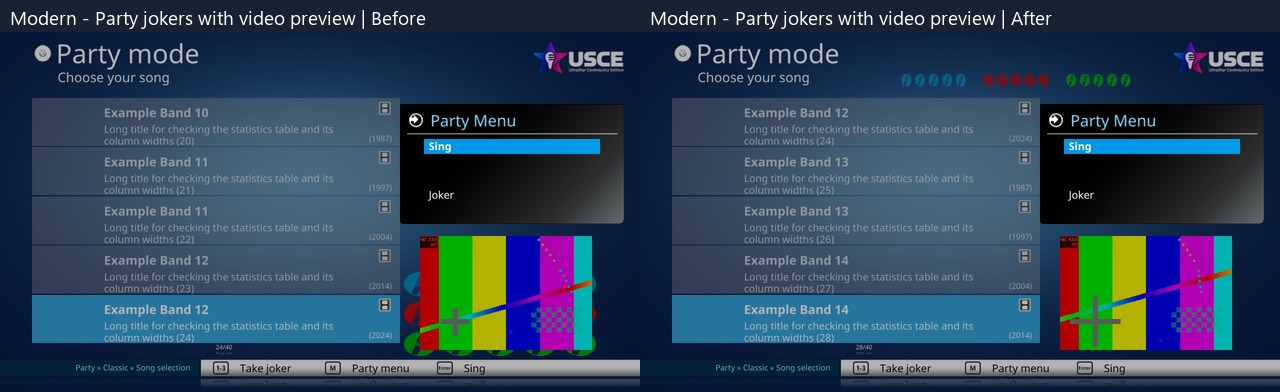 Modern - Party jokers with video preview | Before
Party mode
Choose your song
USCE
UltraStar Community Edition
Example Band 10
Long title for checking the statistics table and its
column widths (20)
(1987)
Example Band 11
Long title for checking the statistics table and its
column widths (21)
(1997)
Example Band 11
Long title for checking the statistics table and its
column widths (22)
(2004)
Example Band 12
Long title for checking the statistics table and its
column widths (23)
(2014)
Example Band 12
Long title for checking the statistics table and its
column widths (24)
(2024)
Party Menu
Sing
Joker
24/40
Party » Classic » Song selection
1-3 Take joker
M Party menu
Enter Sing
Modern - Party jokers with video preview | After
Party mode
Choose your song
USCE
UltraStar Community Edition
Example Band 12
Long title for checking the statistics table and its
column widths (24)
(2024)
Example Band 13
Long title for checking the statistics table and its
column widths (25)
(1987)
Example Band 13
Long title for checking the statistics table and its
column widths (26)
(1997)
Example Band 14
Long title for checking the statistics table and its
column widths (27)
(2004)
Example Band 14
Long title for checking the statistics table and its
column widths (28)
(2014)
Party Menu
Sing
Joker
28/40
Party » Classic » Song selection
1-3 Take joker
M Party menu
Enter Sing